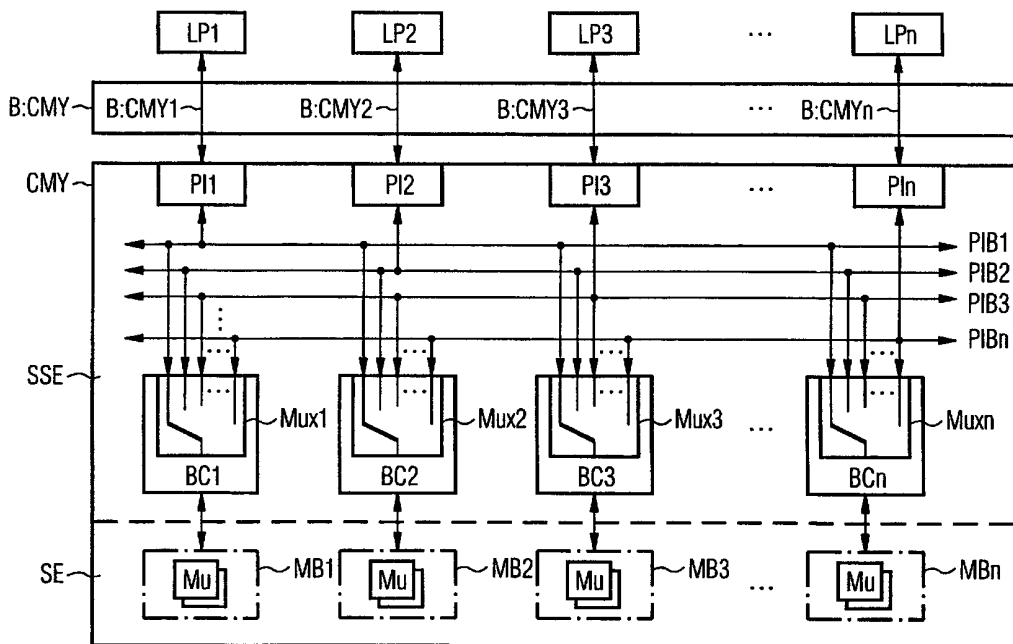 LP1 LP2 LP3 ... LPn
B:CMY B:CMY1 B:CMY2 B:CMY3 ... B:CMYn
CMY PI1 PI2 PI3 ... PIn
PIB1
PIB2
PIB3
PIBn
SSE
Mux1 Mux2 Mux3 ... Muxn
BC1 BC2 BC3 BCn
SE Mu MB1 Mu MB2 Mu MB3 ... Mu MBn